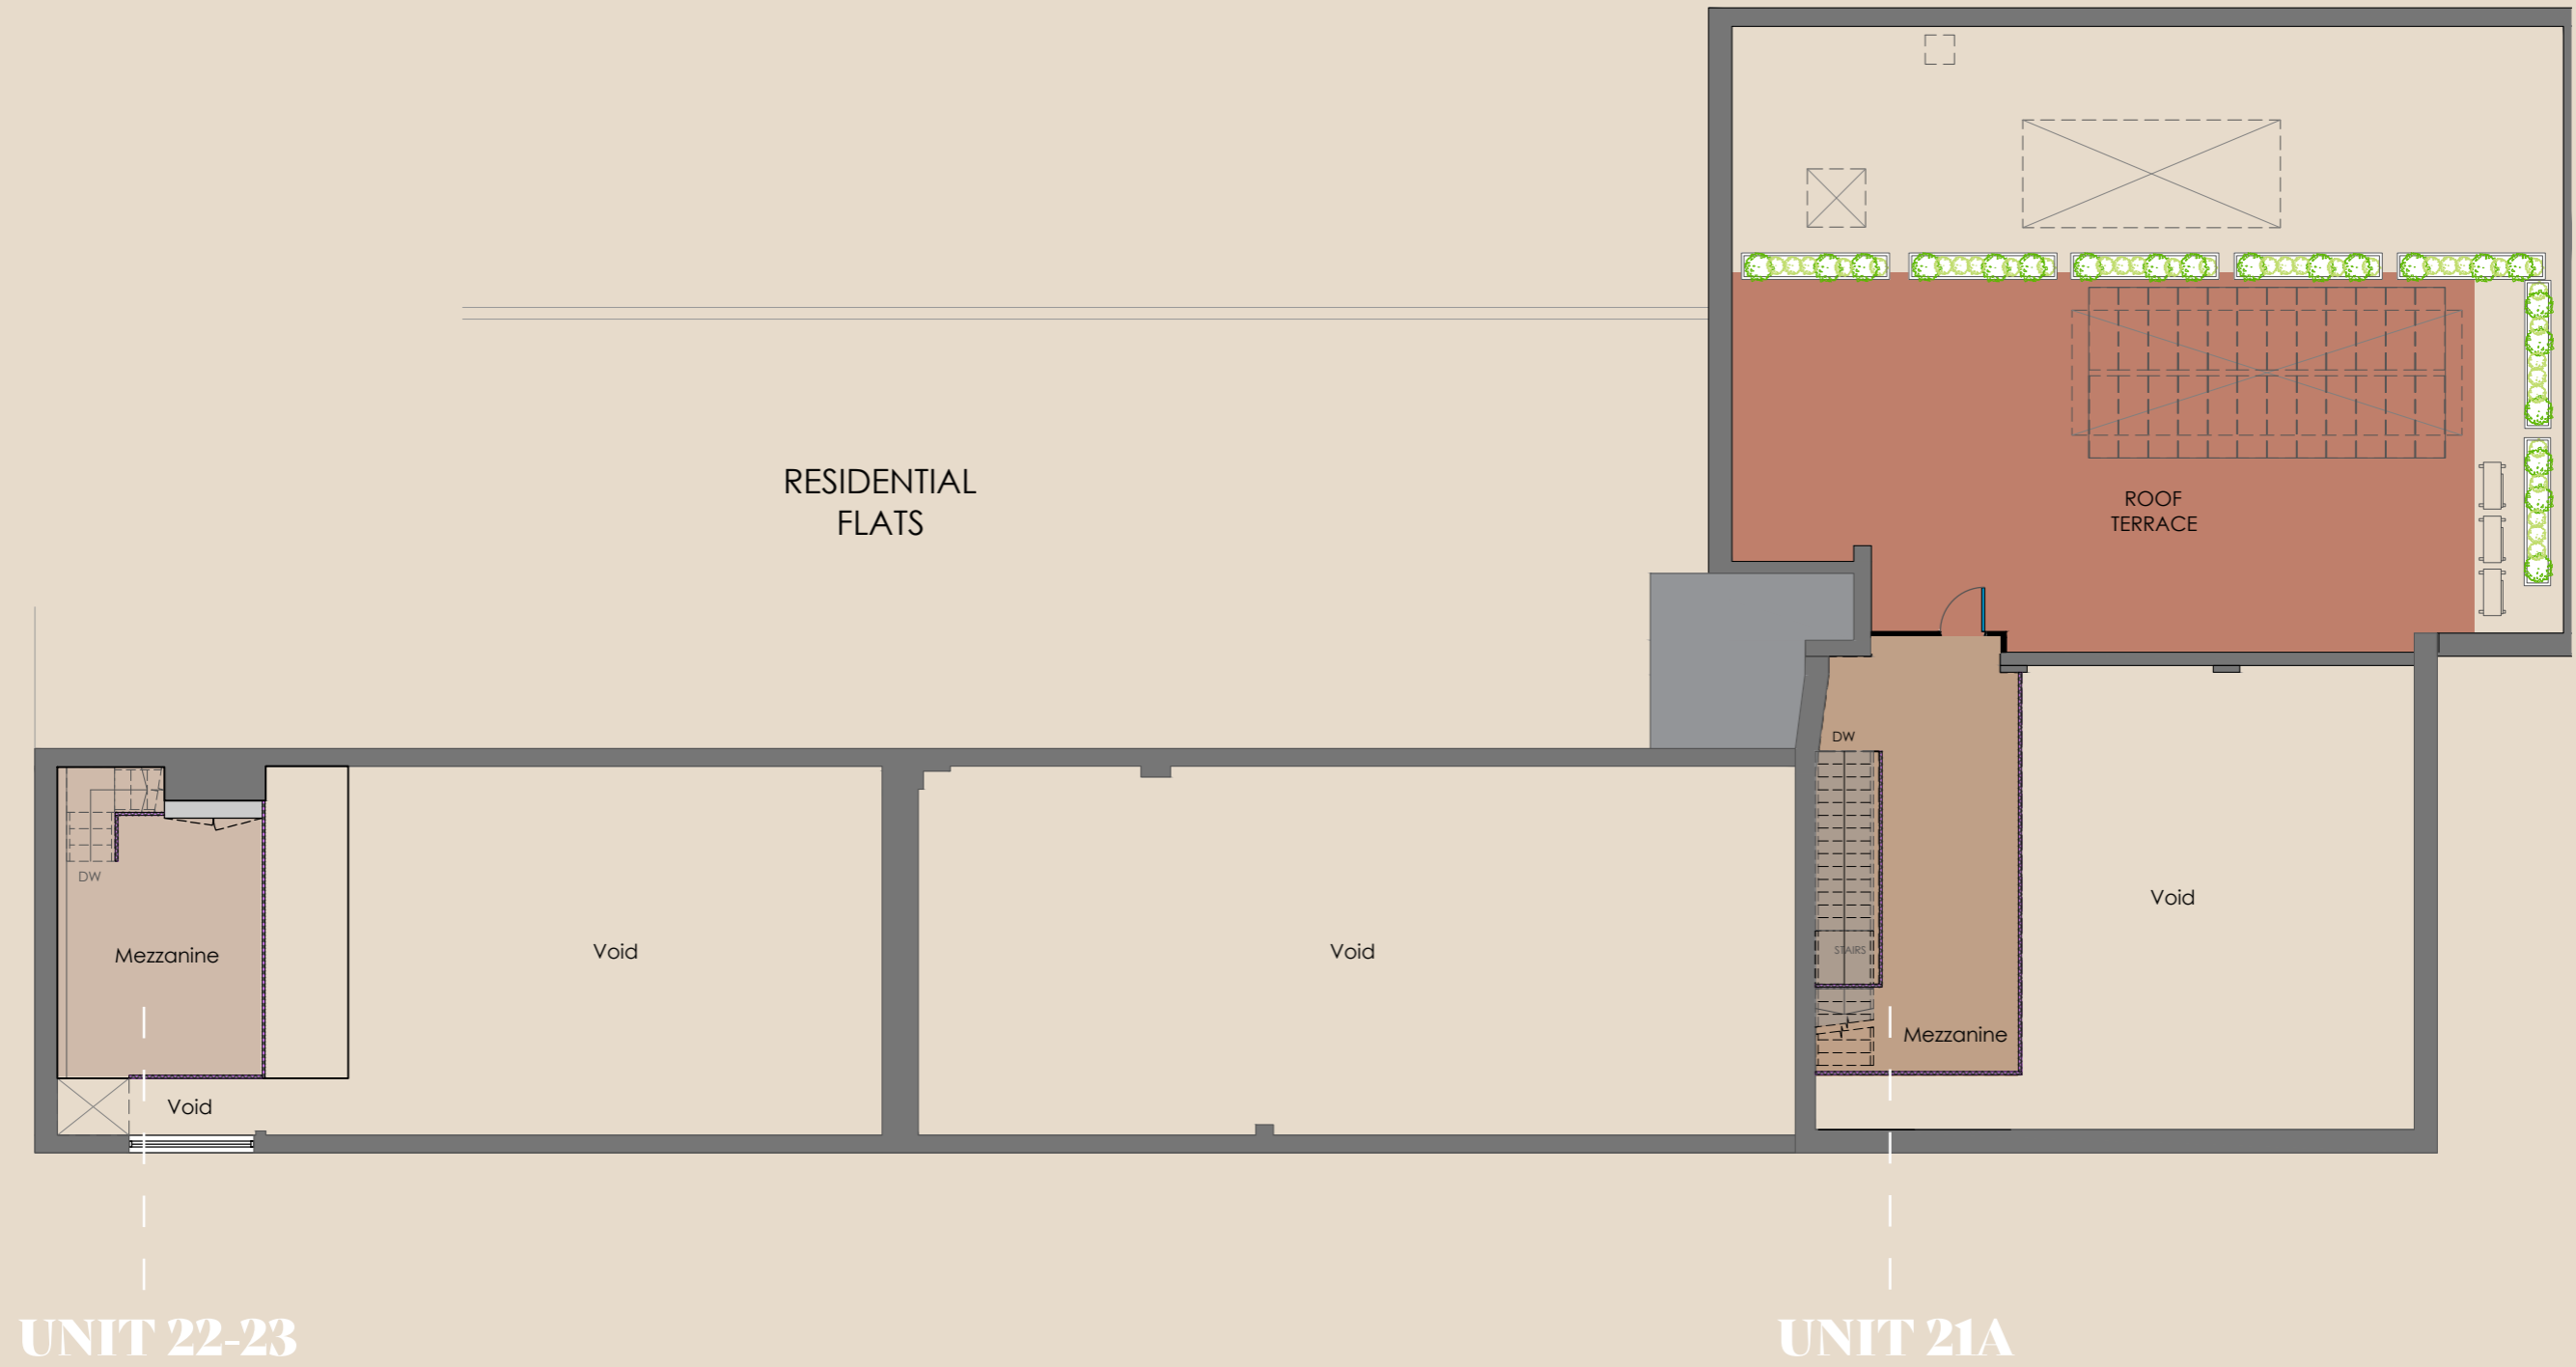 RESIDENTIAL
FLATS
ROOF
TERRACE
DW
DW
Void
Void
Void
STAIRS
Mezzanine
Mezzanine
Void
UNIT 22-23
UNIT 21A